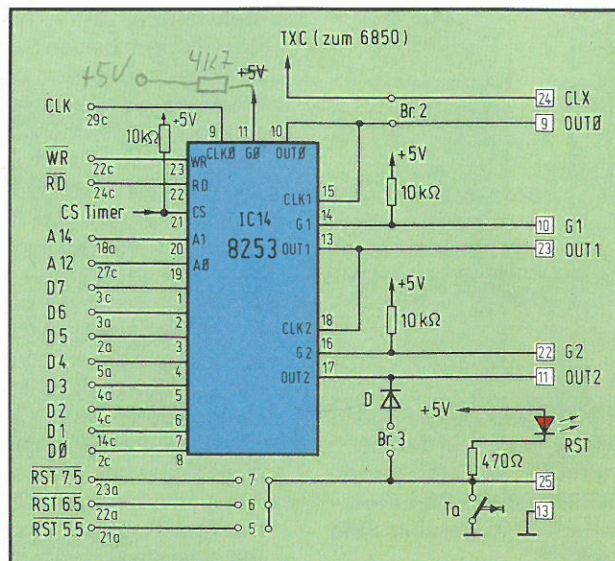 TXC (zum 6850)
+5V 4k7 +5V
CLK 29c
10kΩ +5V
9 11 10
CLKØ GØ OUTØ
Br. 2
24 CLX
9 OUTØ
WR 22c 23 WR
RD 24c 22 RD
CS Timer 21 CS
A14 18a 20 A1
A12 27c 19 AØ
D7 3c 1
D6 3a 2
D5 2a 3
D4 5a 4
D3 4a 5
D2 4c 6
D1 14c 7
DØ 2c 8
IC14
8253
CLK1 15
G1 14
OUT1 13
CLK2 18
G2 16
OUT2 17
+5V
10kΩ
10 G1
23 OUT1
+5V
10kΩ
22 G2
11 OUT2
D
Br. 3
+5V
RST
470Ω
25
Ta
13
RST 7.5 23a 7
RST 6.5 22a 6
RST 5.5 21a 5